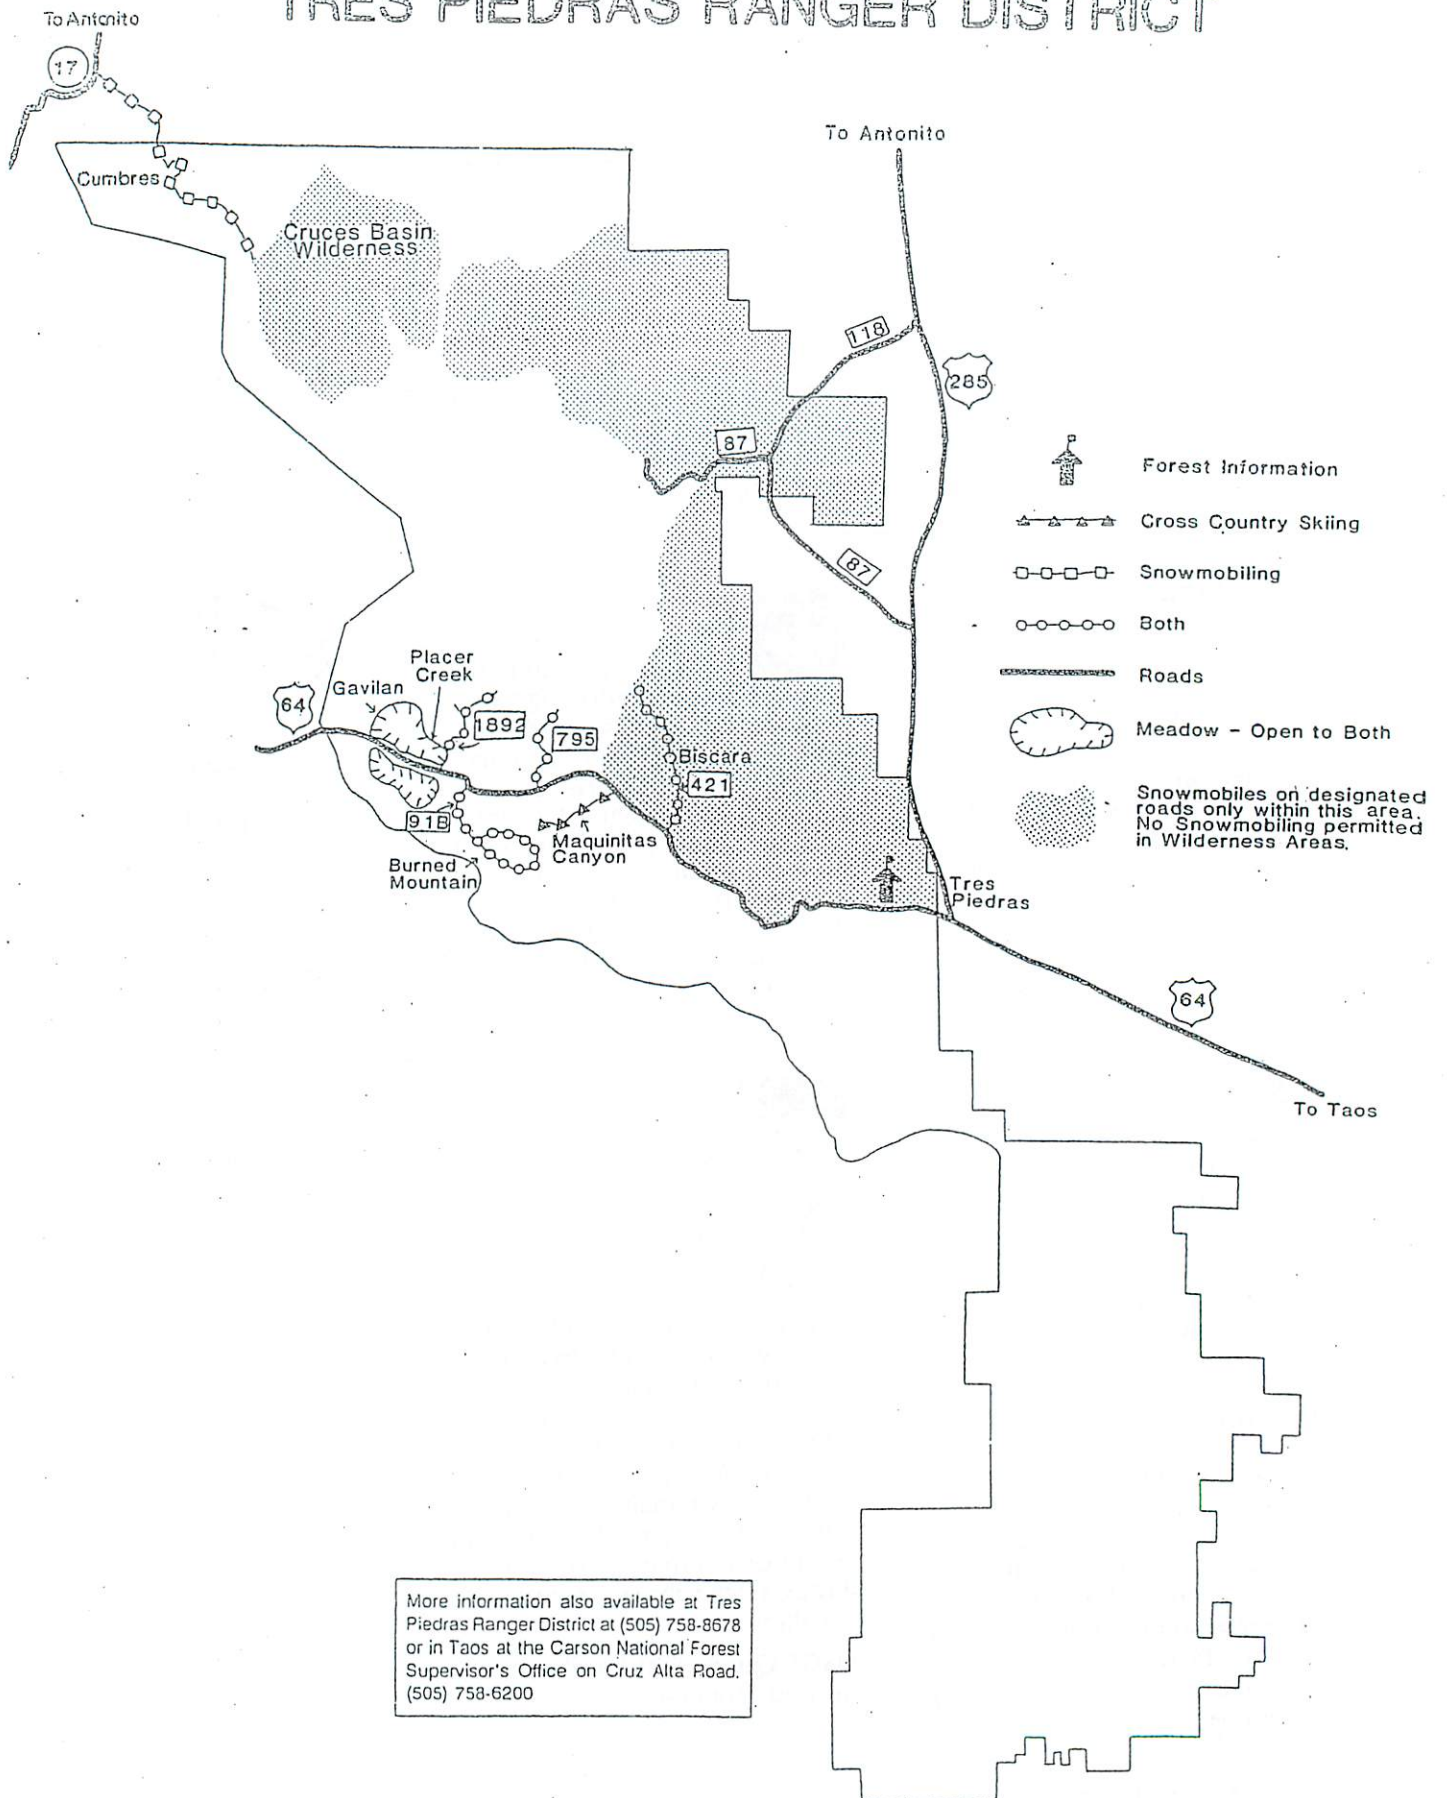 TRES PIEDRAS RANGER DISTRICT
To Antonito
17
To Antonito
Cumbres
Cruces Basin
Wilderness
118
285
87
Forest Information
Cross Country Skiing
87
Snowmobiling
Both
Roads
Placer
Creek
Gavilan
64
1892
795
Meadow - Open to Both
Biscara
421
Snowmobiles on designated
roads only within this area.
No Snowmobiling permitted
in Wilderness Areas.
91B
Maquinitas
Canyon
Burned
Mountain
Tres
Piedras
64
To Taos
More information also available at Tres
Piedras Ranger District at (505) 758-8678
or in Taos at the Carson National Forest
Supervisor's Office on Cruz Alta Road.
(505) 758-6200